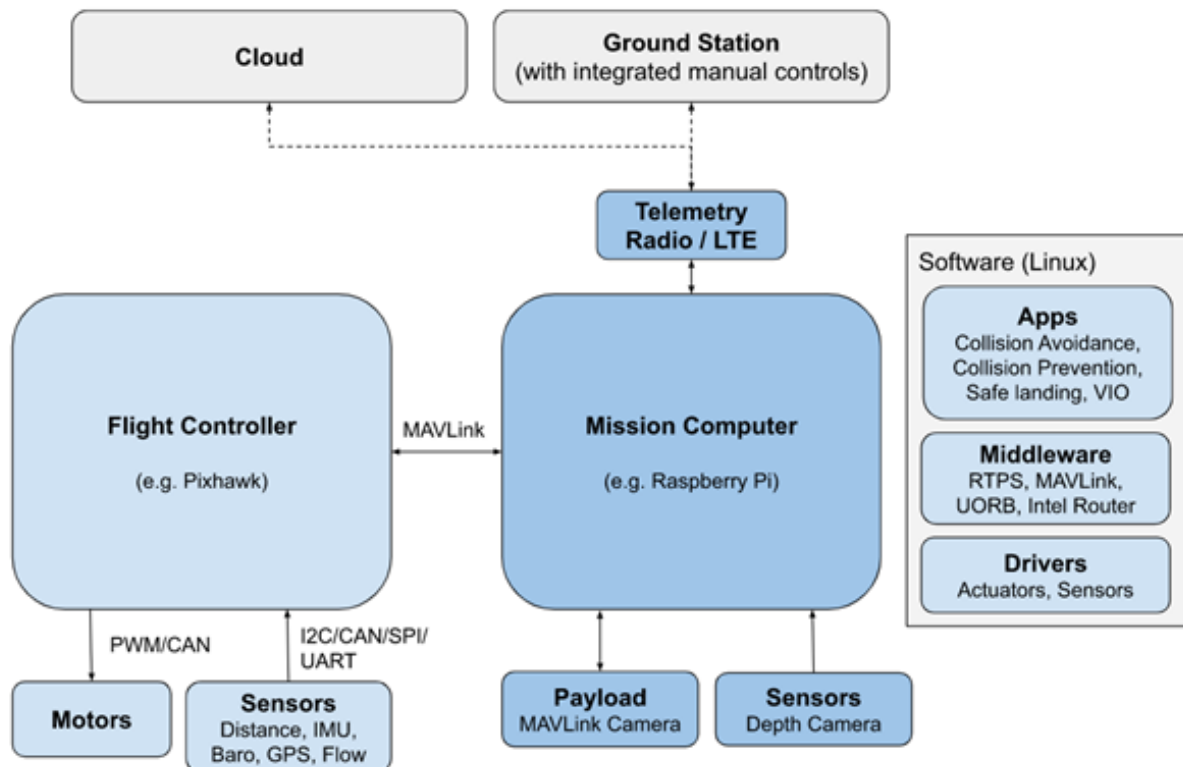 Cloud
Ground Station
(with integrated manual controls)
Telemetry
Radio / LTE
Flight Controller
(e.g. Pixhawk)
MAVLink
Mission Computer
(e.g. Raspberry Pi)
Software (Linux)
Apps
Collision Avoidance,
Collision Prevention,
Safe landing, VIO
Middleware
RTPS, MAVLink,
UORB, Intel Router
Drivers
Actuators, Sensors
PWM/CAN
I2C/CAN/SPI/
UART
Motors
Sensors
Distance, IMU,
Baro, GPS, Flow
Payload
MAVLink Camera
Sensors
Depth Camera